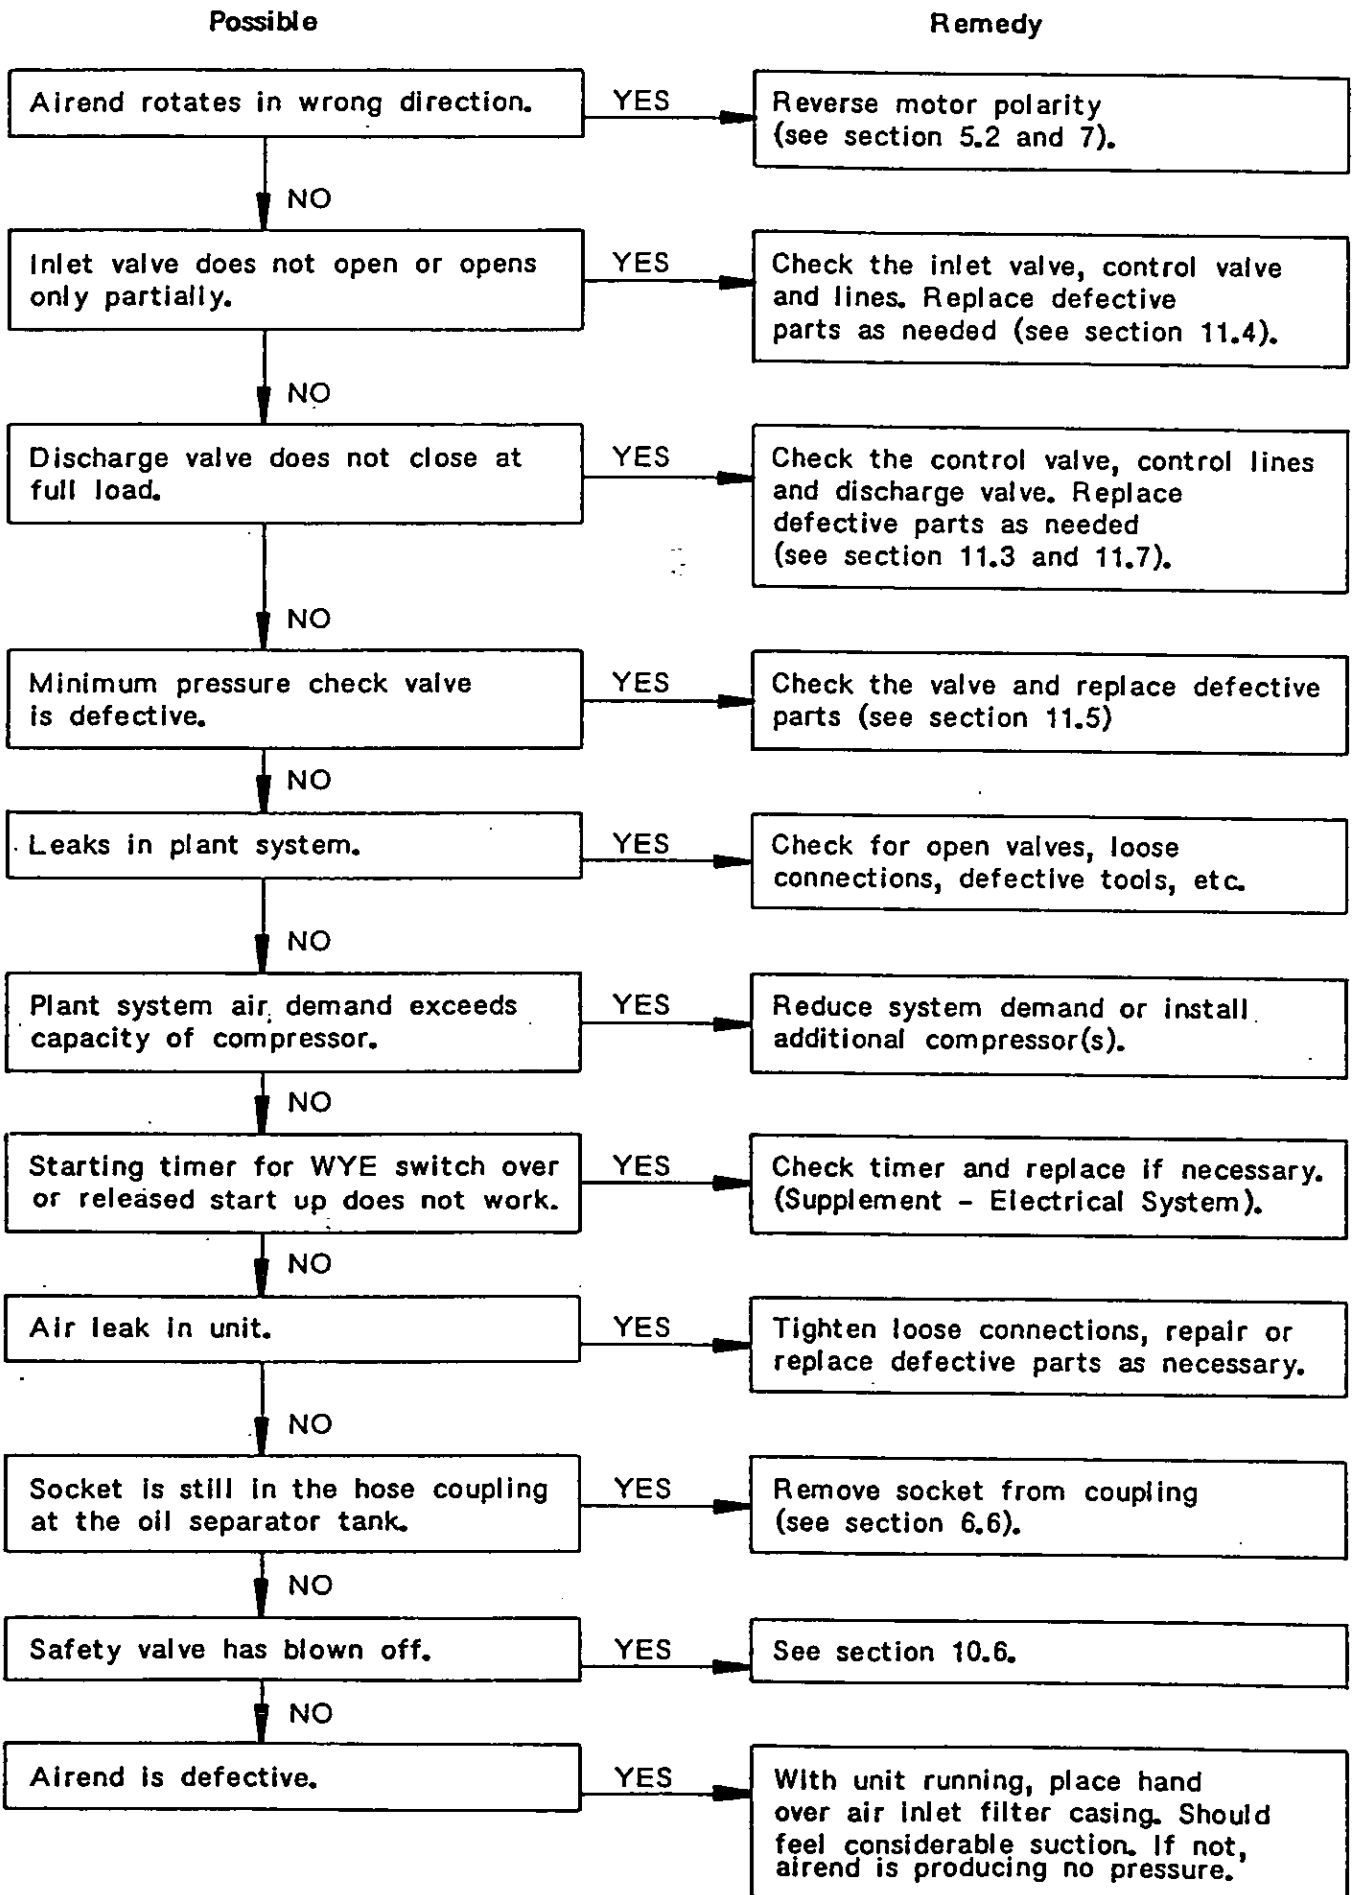 Possible
Remedy
Airend rotates in wrong direction.
YES
Reverse motor polarity
(see section 5.2 and 7).
NO
Inlet valve does not open or opens
only partially.
YES
Check the inlet valve, control valve
and lines. Replace defective
parts as needed (see section 11.4).
NO
Discharge valve does not close at
full load.
YES
Check the control valve, control lines
and discharge valve. Replace
defective parts as needed
(see section 11.3 and 11.7).
NO
Minimum pressure check valve
is defective.
YES
Check the valve and replace defective
parts (see section 11.5)
NO
Leaks in plant system.
YES
Check for open valves, loose
connections, defective tools, etc.
NO
Plant system air demand exceeds
capacity of compressor.
YES
Reduce system demand or install
additional compressor(s).
NO
Starting timer for WYE switch over
or released start up does not work.
YES
Check timer and replace if necessary.
(Supplement - Electrical System).
NO
Air leak in unit.
YES
Tighten loose connections, repair or
replace defective parts as necessary.
NO
Socket is still in the hose coupling
at the oil separator tank.
YES
Remove socket from coupling
(see section 6.6).
NO
Safety valve has blown off.
YES
See section 10.6.
NO
Airend is defective.
YES
With unit running, place hand
over air inlet filter casing. Should
feel considerable suction. If not,
airend is producing no pressure.